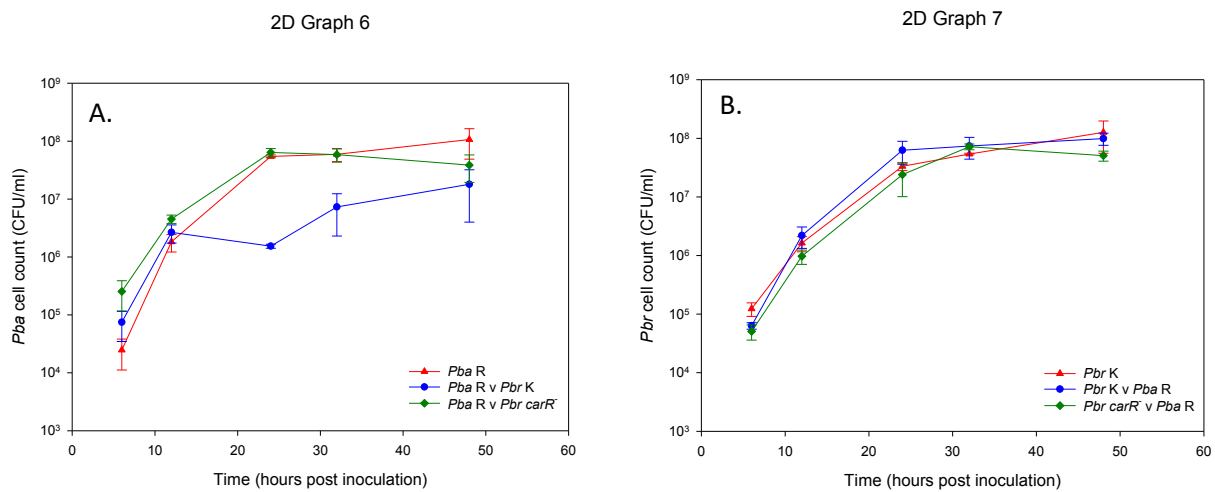 2D Graph 6
A.
10⁹
10⁸
10⁷
10⁶
10⁵
10⁴
10³
Pba cell count (CFU/ml)
0 10 20 30 40 50 60
Time (hours post inoculation)
Pba R
Pba R v Pbr K
Pba R v Pbr carR⁻
2D Graph 7
B.
10⁹
10⁸
10⁷
10⁶
10⁵
10⁴
10³
Pbr cell count (CFU/ml)
0 10 20 30 40 50 60
Time (hours post inoculation)
Pbr K
Pbr K v Pba R
Pbr carR⁻ v Pba R